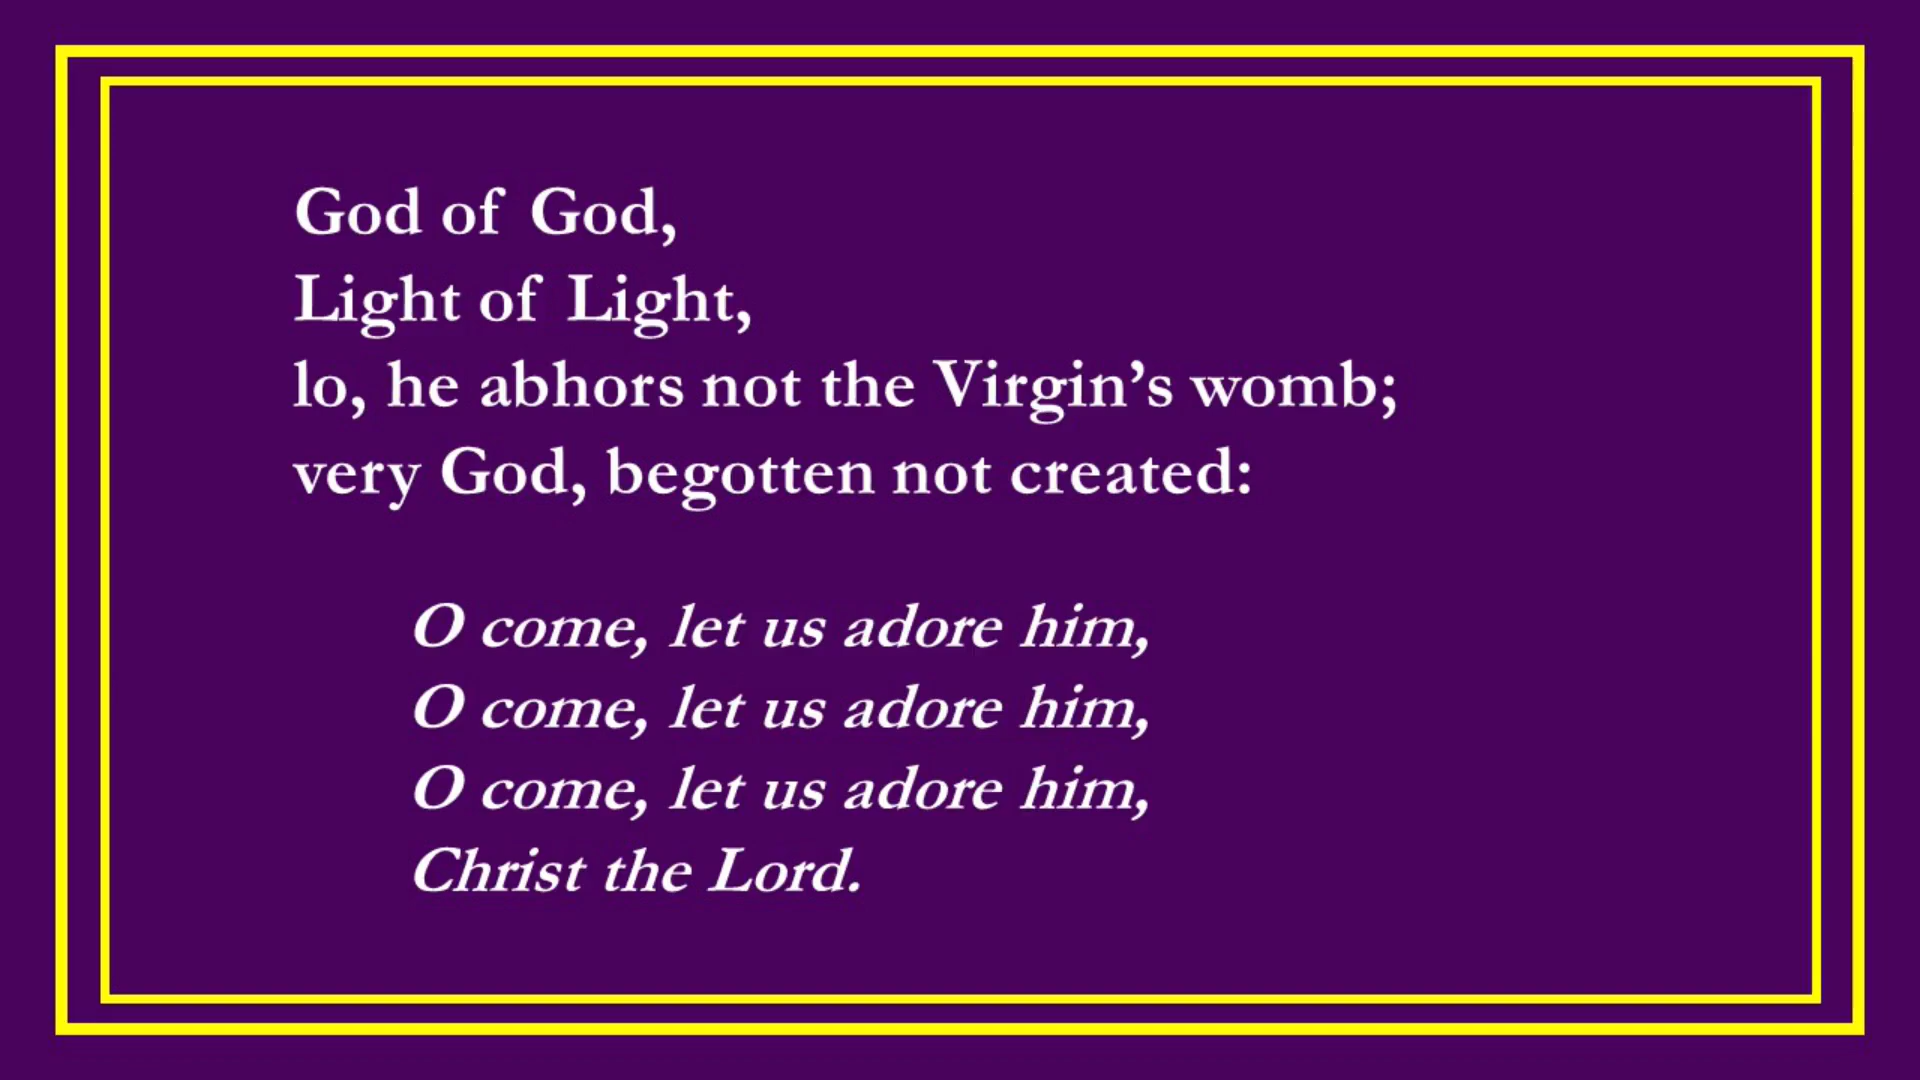 God of God,
Light of Light,
lo, he abhors not the Virgin’s womb;
very God, begotten not created:
O come, let us adore him,
O come, let us adore him,
O come, let us adore him,
Christ the Lord.